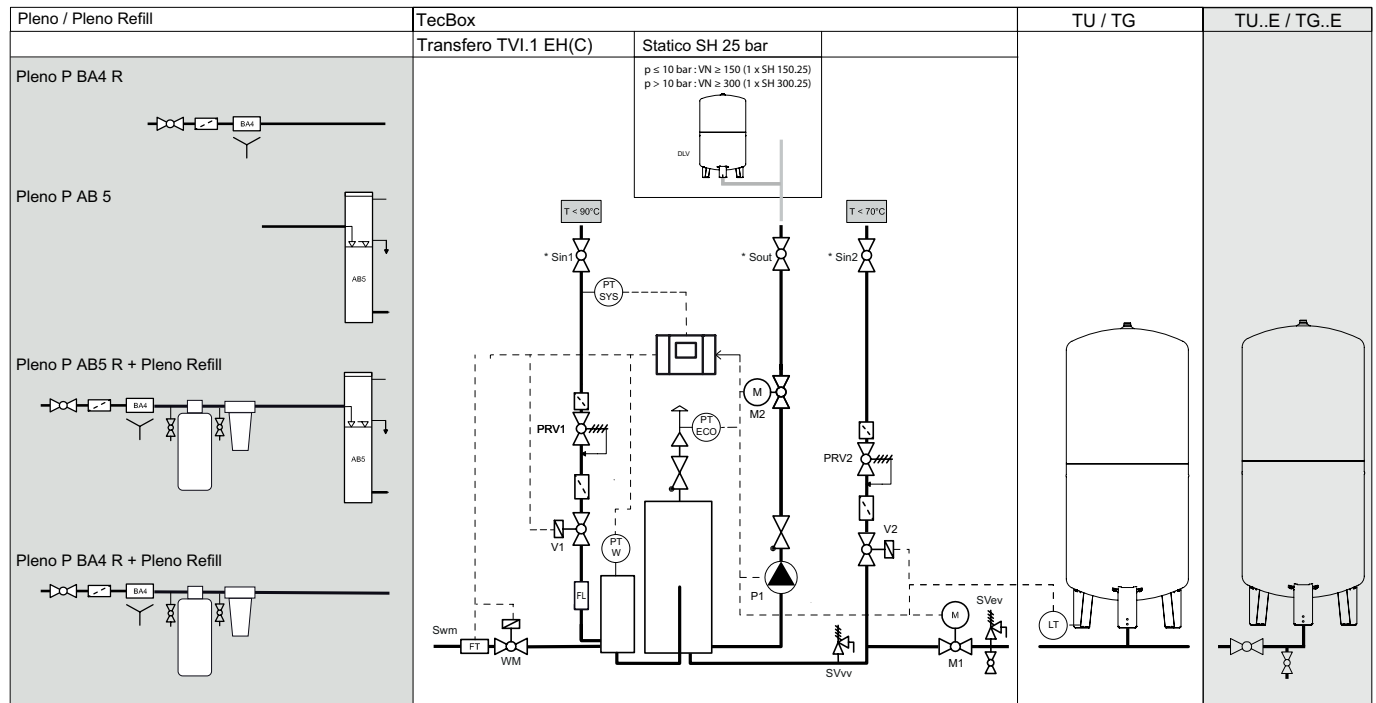 Pleno / Pleno Refill
TecBox
TU / TG
TU..E / TG..E
Transfero TVI.1 EH(C)
Statico SH 25 bar
p ≤ 10 bar : VN ≥ 150 (1 x SH 150.25)
p > 10 bar : VN ≥ 300 (1 x SH 300.25)
DLV
Pleno P BA4 R
BA4
Pleno P AB 5
AB5
Pleno P AB5 R + Pleno Refill
BA4
AB5
Pleno P BA4 R + Pleno Refill
BA4
T < 90°C
T < 70°C
* Sin1
* Sout
* Sin2
PT
SYS
M
M2
PRV1
PT
ECO
PRV2
V1
PT
W
V2
FL
P1
Swm
FT
WM
SVvv
M
M1
SVev
LT